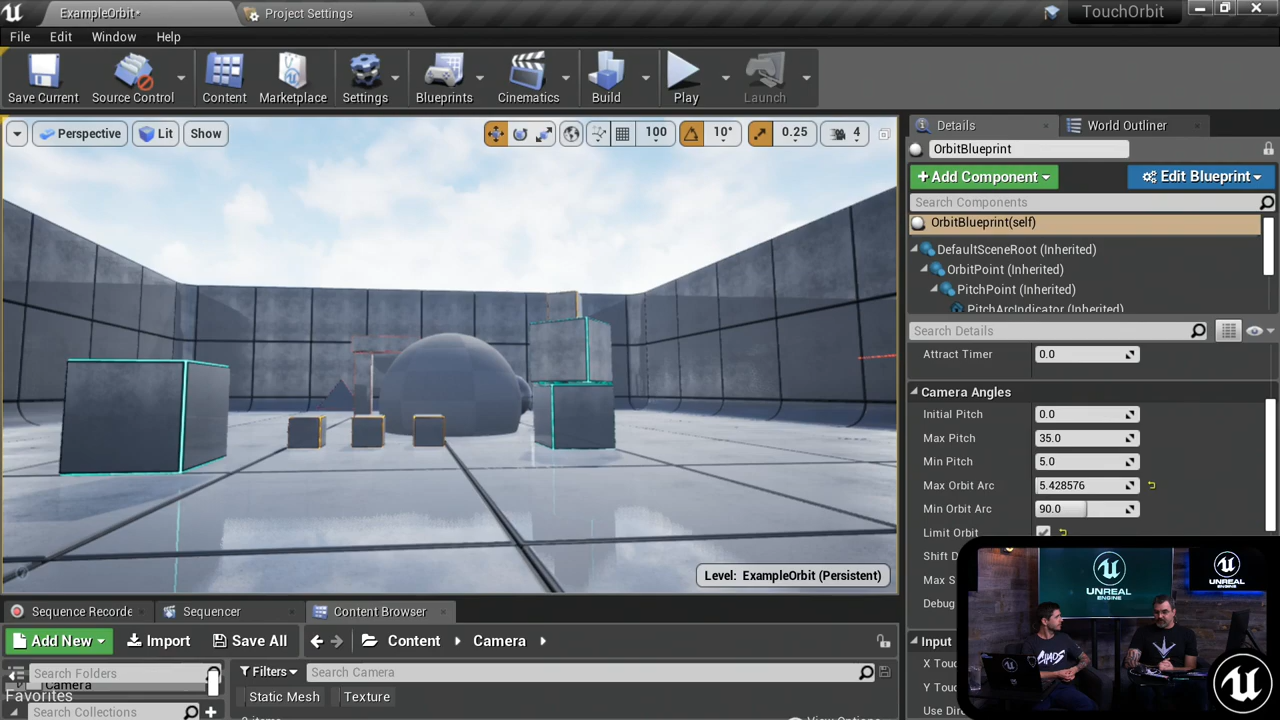 ExampleOrbit*
Project Settings
TouchOrbit
File Edit Window Help
Save Current
Source Control
Content
Marketplace
Settings
Blueprints
Cinematics
Build
Play
Launch
Perspective
Lit
Show
100
10°
0.25
4
Details
World Outliner
OrbitBlueprint
Add Component
Edit Blueprint
Search Components
OrbitBlueprint(self)
DefaultSceneRoot (Inherited)
OrbitPoint (Inherited)
PitchPoint (Inherited)
PitchArcIndicator (Inherited)
Search Details
Attract Timer 0.0
Camera Angles
Initial Pitch 0.0
Max Pitch 35.0
Min Pitch 5.0
Max Orbit Arc 5.428576
Min Orbit Arc 90.0
Limit Orbit
Shift D
Max S
Debug
Input
X Touc
Y Touc
Use Dire
Level: ExampleOrbit (Persistent)
Sequence Recorde
Sequencer
Content Browser
Add New
Import
Save All
Content
Camera
Search Folders
Camera
Favorites
Search Collections
Filters
Search Camera
Static Mesh
Texture
View Options
UNREAL
ENGINE
UNREAL
ENGINE
CHAOS